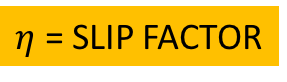 η = SLIP FACTOR